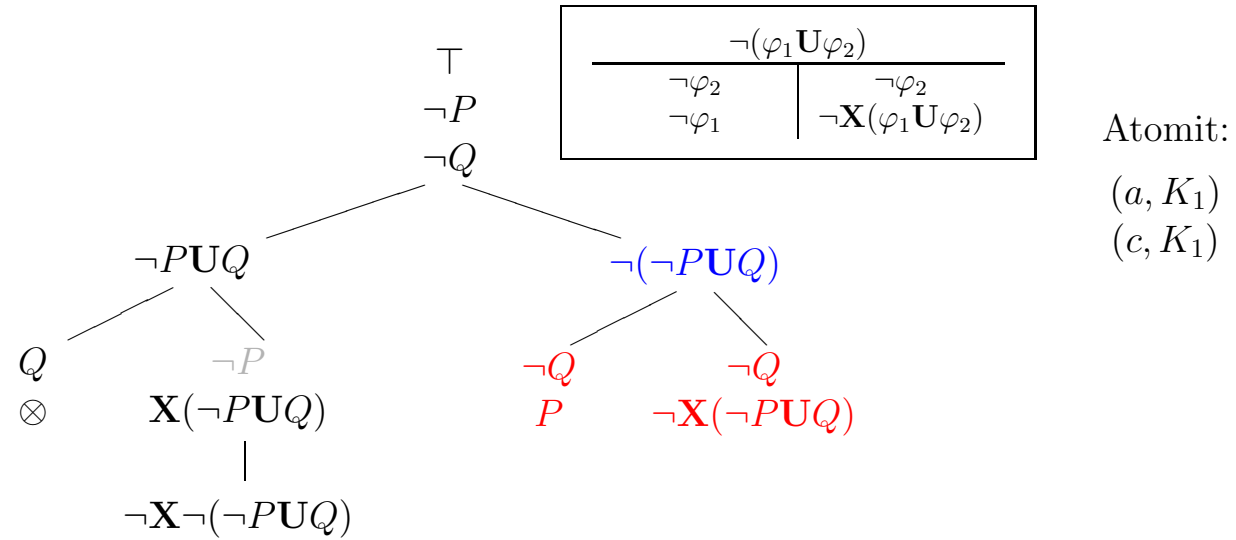 ⊤
¬P
¬Q
¬(φ₁Uφ₂)
¬φ₂ ¬φ₂
¬φ₁ ¬X(φ₁Uφ₂)
Atomit:
(a, K₁)
(c, K₁)
¬PUQ ¬(¬PUQ)
Q ¬P ¬Q ¬Q
⊗ X(¬PUQ) P ¬X(¬PUQ)
¬X¬(¬PUQ)